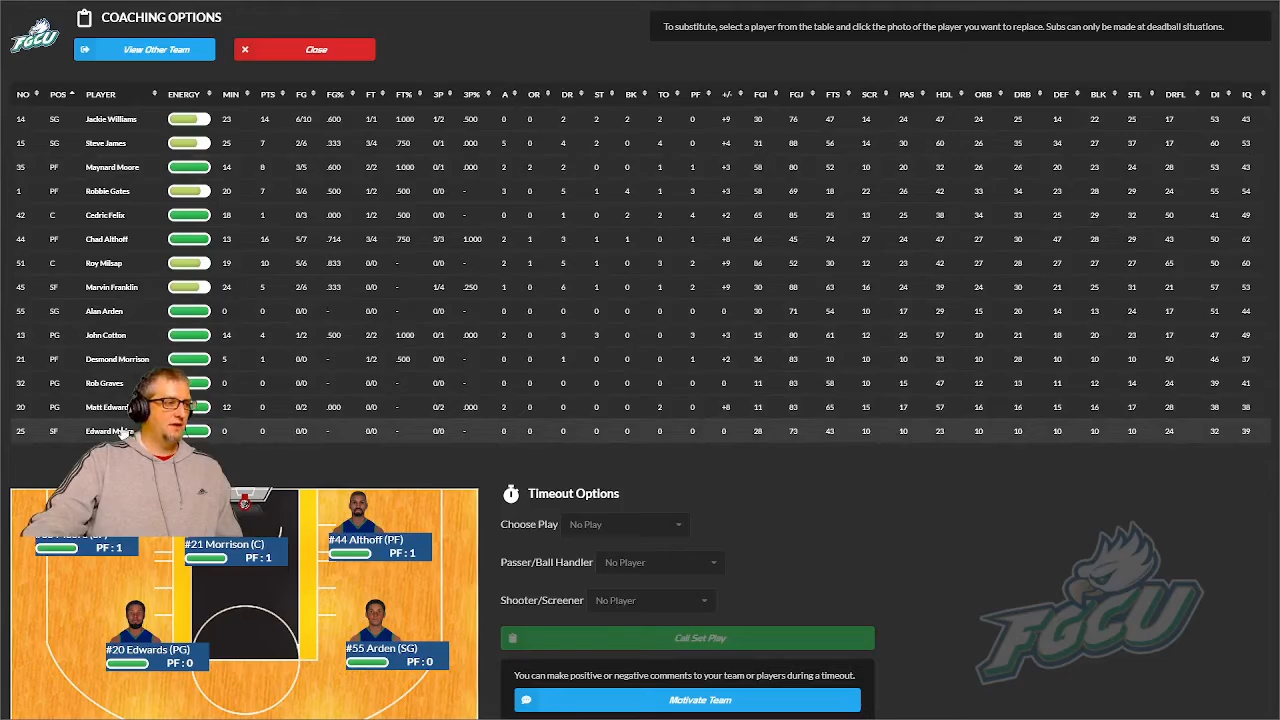 FGCU
COACHING OPTIONS
View Other Team
Close
To substitute, select a player from the table and click the photo of the player you want to replace. Subs can only be made at deadball situations.
NO POS PLAYER ENERGY MIN PTS FG FG% FT FT% 3P 3P% A OR DR ST BK TO PF +/- FGI FGJ FTS SCR PAS HDL ORB DRB DEF BLK STL DRFL DI IQ
14 SG Jackie Williams 23 14 6/10 .600 1/1 1.000 1/2 .500 0 0 2 2 2 2 0 +9 30 76 47 14 24 47 24 25 14 22 25 17 53 43
15 SG Steve James 25 7 2/6 .333 3/4 .750 0/1 .000 5 0 4 2 0 4 0 +4 31 88 56 14 30 60 26 35 34 27 37 17 60 53
35 PF Maynard Moore 14 8 3/5 .600 2/2 1.000 0/1 .000 2 2 2 0 0 1 1 +3 58 80 52 10 20 32 26 26 20 23 24 28 53 43
1 PF Robbie Gates 20 7 3/6 .500 1/2 .500 0/0 - 3 0 5 1 4 1 3 +3 58 69 18 22 26 42 33 34 23 28 29 24 55 54
42 C Cedric Felix 18 1 0/3 .000 1/2 .500 0/0 - 0 0 1 0 2 2 4 +2 65 85 25 13 25 38 34 33 25 29 32 50 41 49
44 PF Chad Althoff 13 16 5/7 .714 3/4 .750 3/3 1.000 2 1 3 1 1 0 1 +8 66 45 74 27 24 47 27 30 47 28 29 43 50 62
51 C Roy Milsap 19 10 5/6 .833 0/0 - 0/0 - 2 1 5 1 0 3 2 +9 86 52 30 12 27 42 27 28 27 27 27 65 50 60
45 SF Marvin Franklin 24 5 2/6 .333 0/0 - 1/4 .250 1 0 6 1 0 1 2 +9 30 88 63 16 24 39 24 30 21 28 31 21 57 53
55 SG Alan Arden 0 0 0/0 - 0/0 - 0/0 - 0 0 0 0 0 0 0 0 30 71 54 10 17 29 15 20 14 13 24 17 51 44
13 PG John Cotton 14 4 1/2 .500 2/2 1.000 0/1 .000 2 0 3 3 0 0 0 +3 15 80 61 12 25 57 10 21 18 20 23 17 47 49
21 PF Desmond Morrison 5 1 0/0 - 1/2 .500 0/0 - 0 0 1 0 0 0 1 +2 36 83 10 10 10 33 10 28 10 10 10 50 46 37
32 PG Rob Graves 0 0 0/0 - 0/0 - 0/0 - 0 0 0 0 0 0 0 0 11 83 58 10 15 47 12 13 11 12 14 24 39 41
20 PG Matt Edward 12 0 0/2 .000 0/0 - 0/2 .000 2 0 0 0 0 2 0 +8 11 83 65 15 17 57 16 16 15 16 17 28 38 38
25 SF Edward 0 0 0/0 - 0/0 - 0/0 0 0 0 0 0 0 0 0 28 73 43 10 10 23 10 10 10 10 10 24 32 39
PF : 1
#21 Morrison (C)
PF : 1
#44 Althoff (PF)
PF : 1
#20 Edwards (PG)
PF : 0
#55 Arden (SG)
PF : 0
Timeout Options
Choose Play No Play
Passer/Ball Handler No Player
Shooter/Screener No Player
Call Set Play
You can make positive or negative comments to your team or players during a timeout.
Motivate Team
FGCU